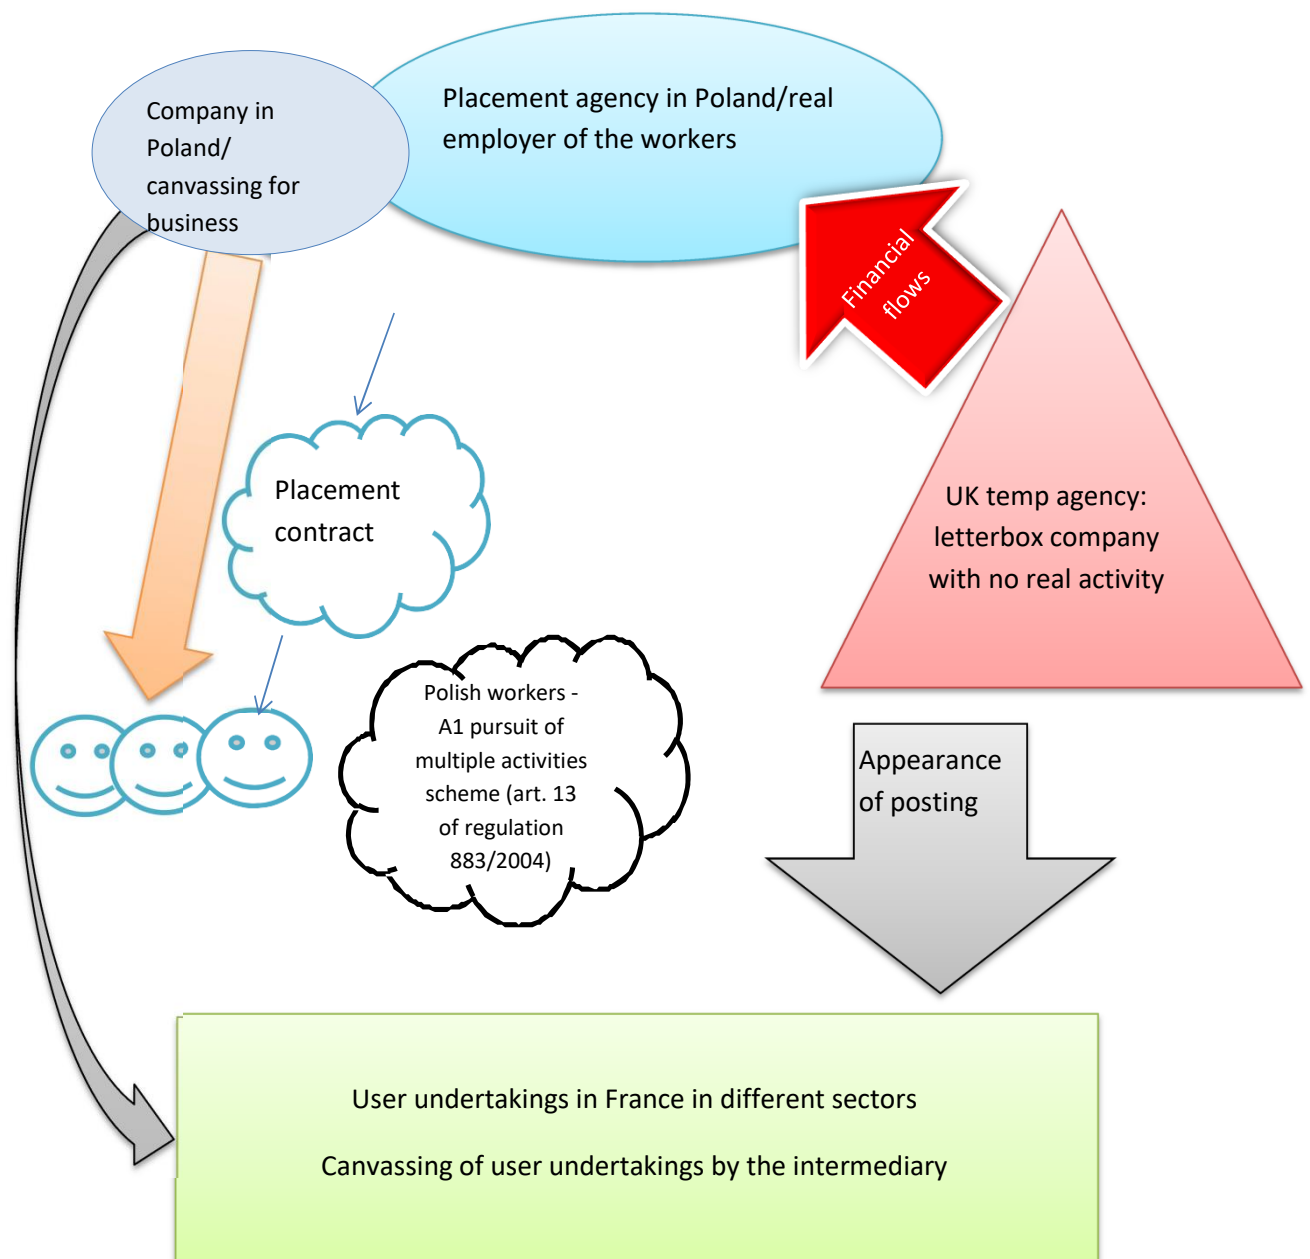 Company in
Poland/
canvassing for
business
Placement agency in Poland/real
employer of the workers
Financial
flows
Placement
contract
UK temp agency:
letterbox company
with no real activity
Polish workers -
A1 pursuit of
multiple activities
scheme (art. 13
of regulation
883/2004)
Appearance
of posting
User undertakings in France in different sectors
Canvassing of user undertakings by the intermediary